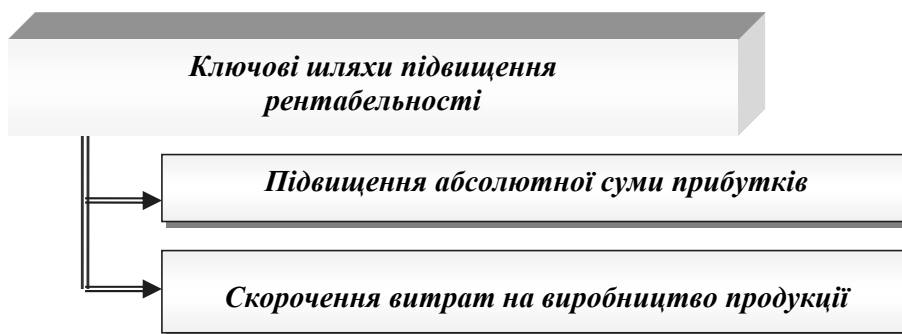 Ключові шляхи підвищення
рентабельності
Підвищення абсолютної суми прибутків
Скорочення витрат на виробництво продукції